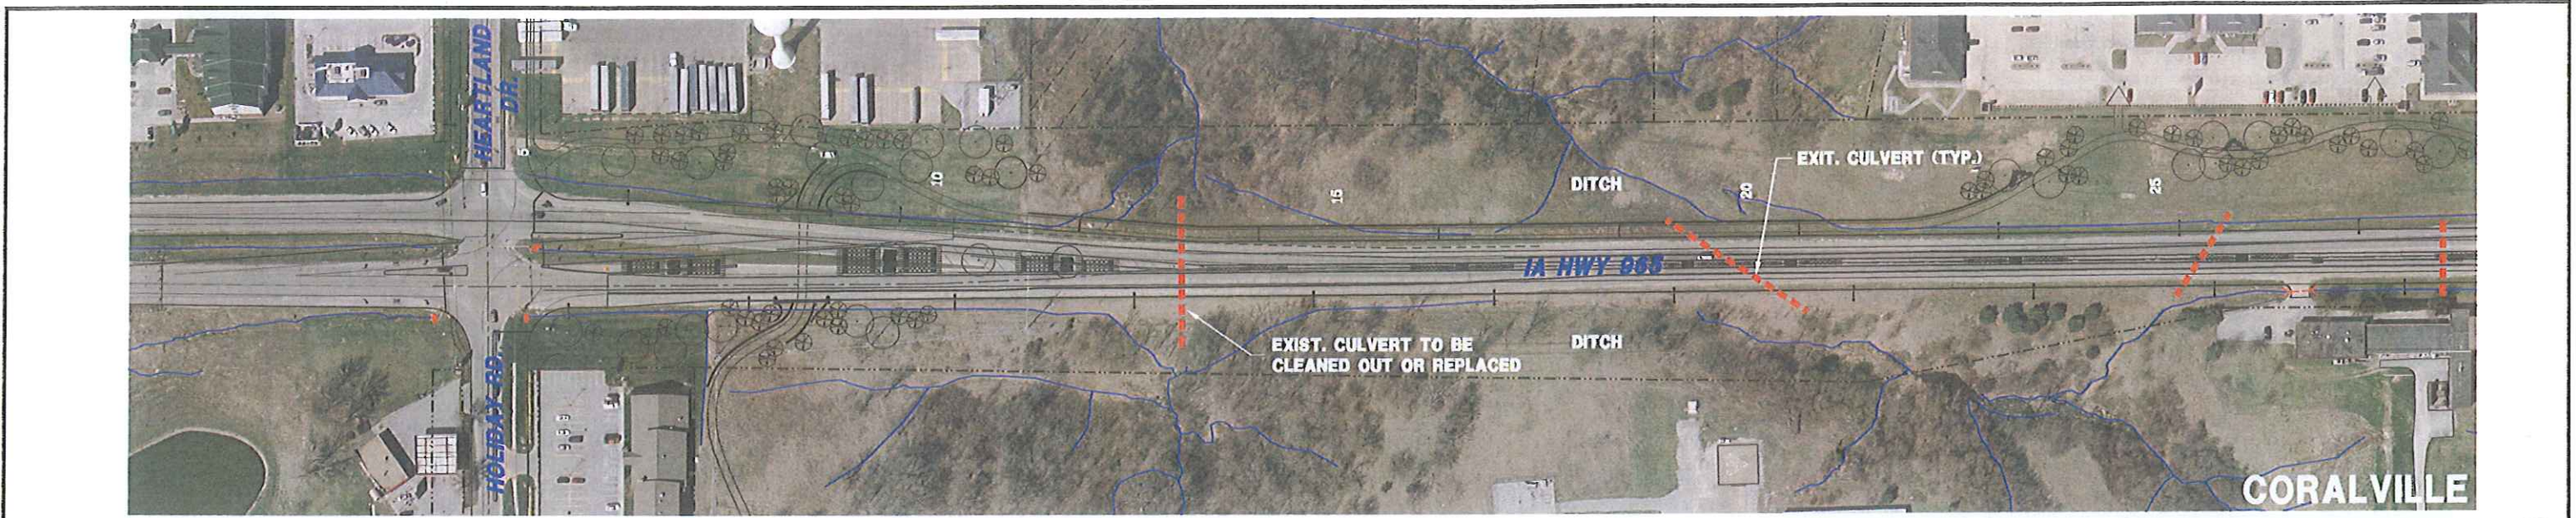 HEARTLAND
DR.
5
10
15
20
25
EXIT. CULVERT (TYP.)
DITCH
IA HWY 965
EXIST. CULVERT TO BE
CLEANED OUT OR REPLACED
DITCH
HOLIDAY RD.
CORALVILLE